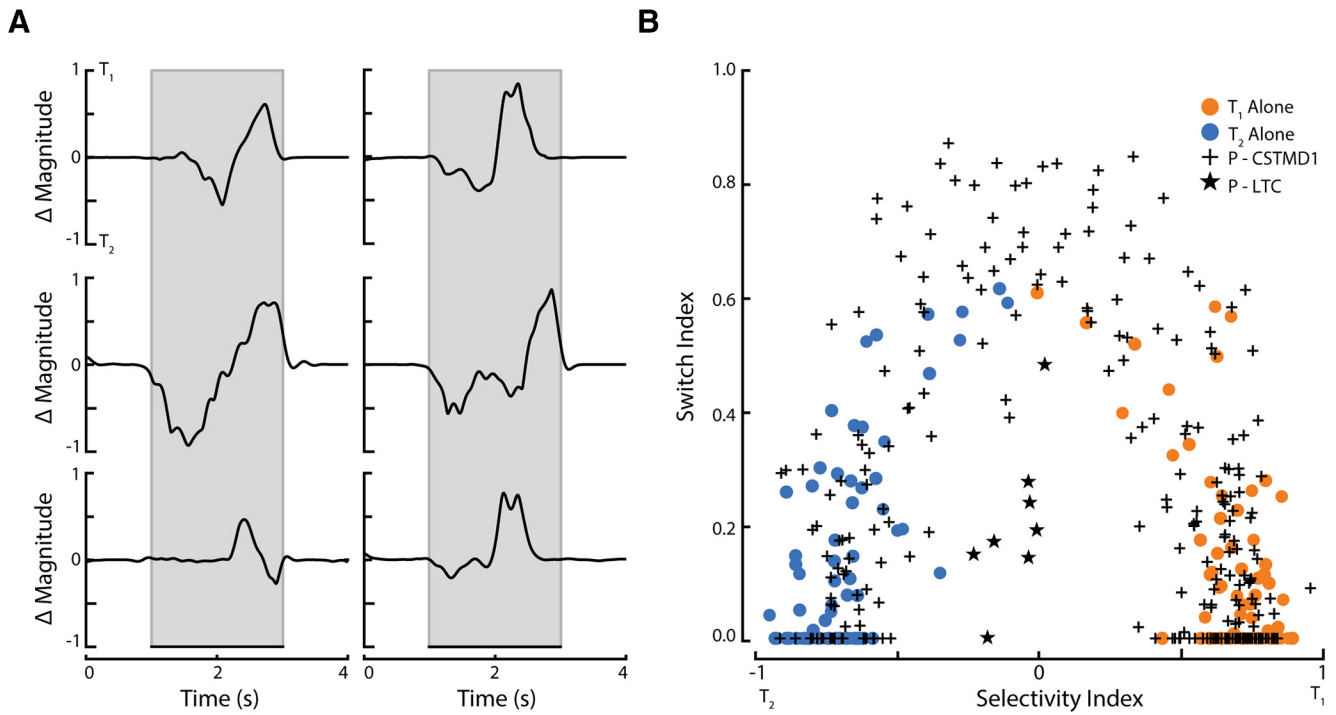 A
B
1
T1
Δ Magnitude
0
-1
T2
1
Δ Magnitude
0
-1
1
Δ Magnitude
0
-1
0
2
4
0
2
4
Time (s)
Time (s)
1.0
0.8
0.6
0.4
0.2
0.0
Switch Index
T1 Alone
T2 Alone
P - CSTMD1
P - LTC
-1
0
1
T2
Selectivity Index
T1